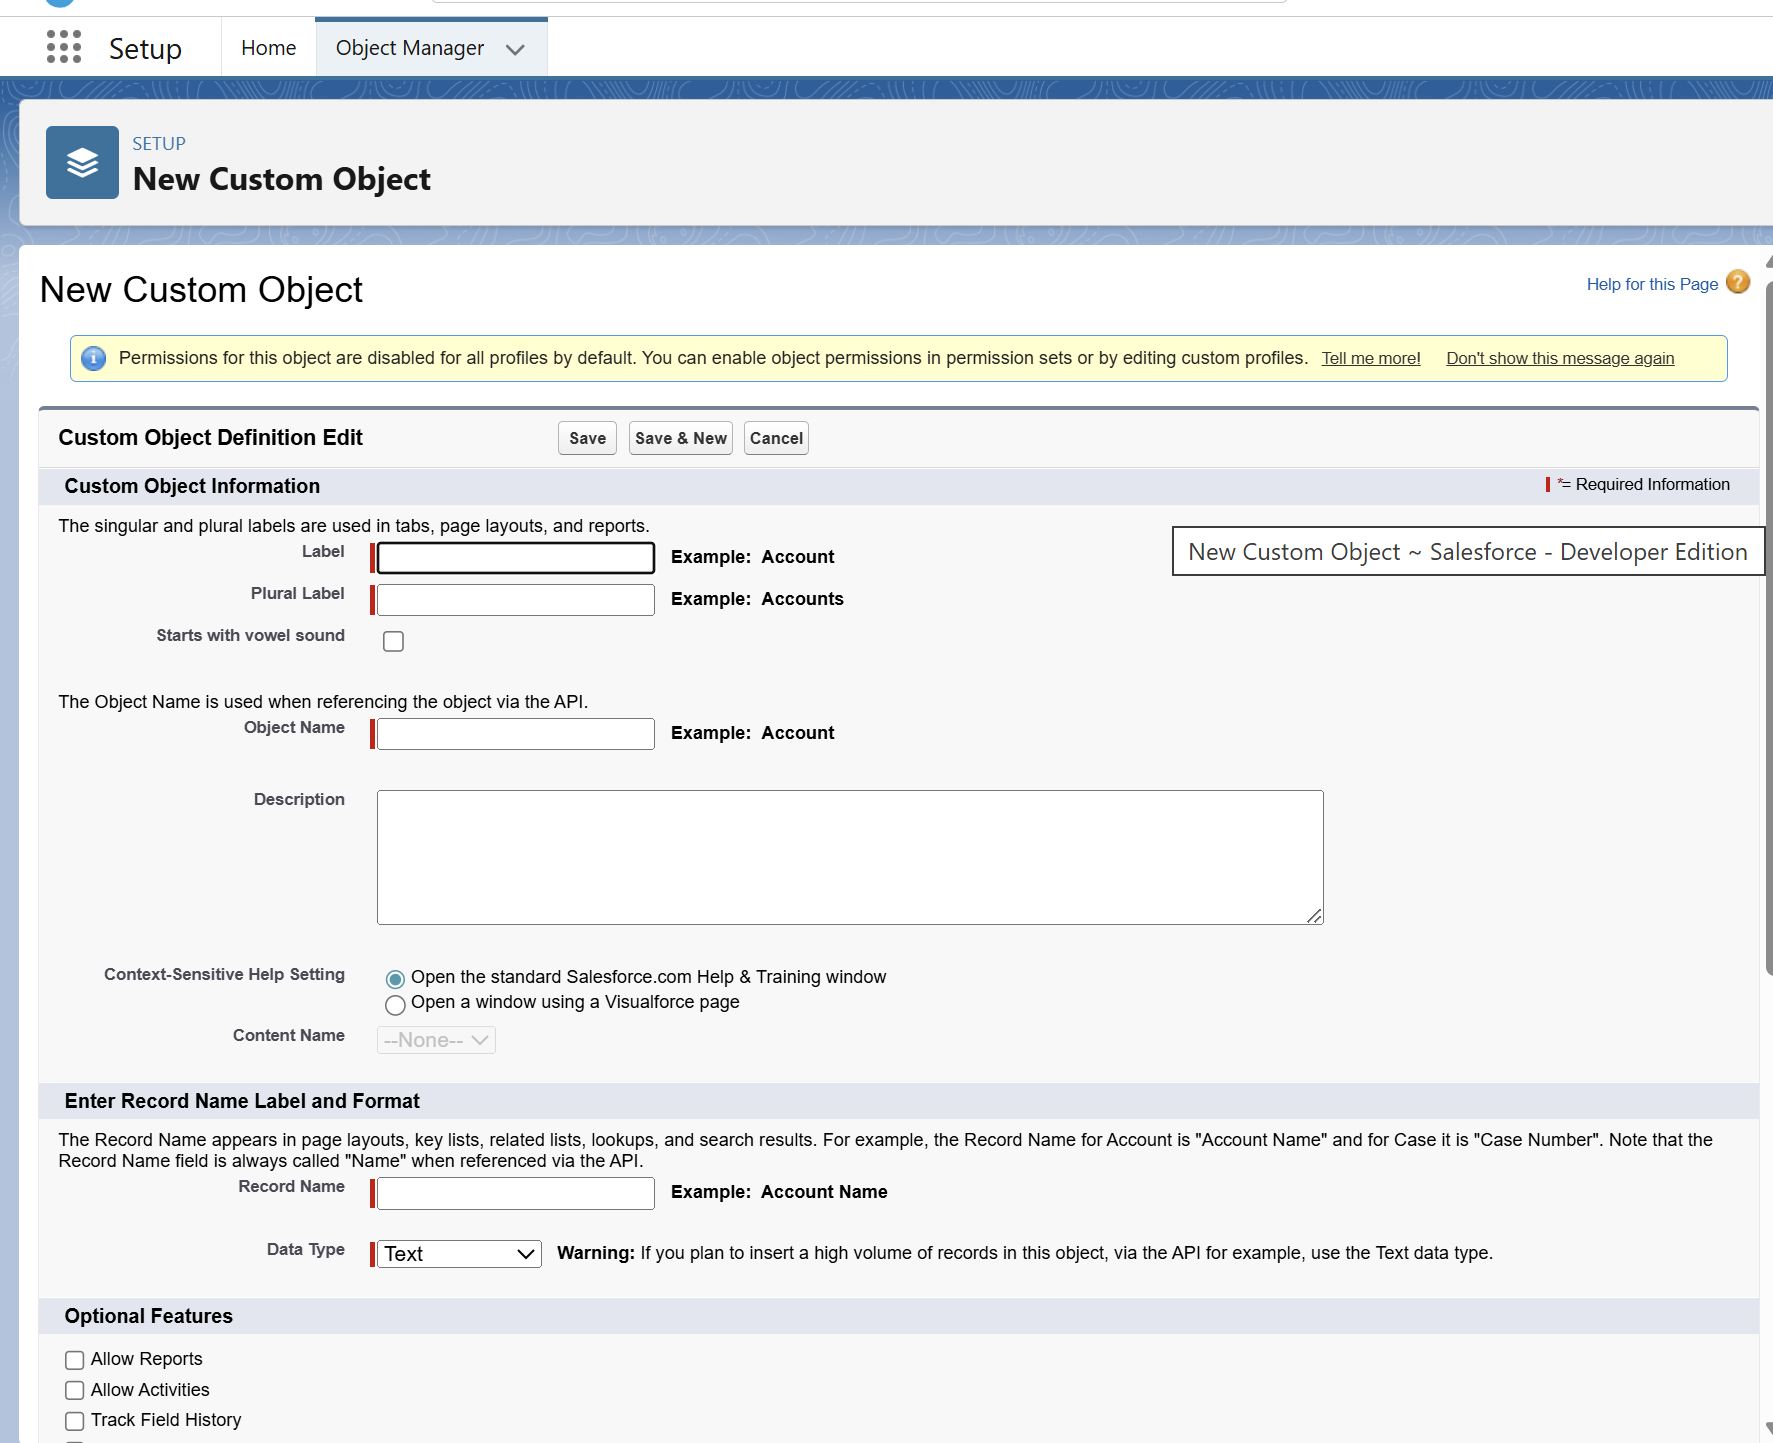 Setup
Home
Object Manager
SETUP
New Custom Object
New Custom Object
Help for this Page
Permissions for this object are disabled for all profiles by default. You can enable object permissions in permission sets or by editing custom profiles. Tell me more! Don't show this message again
Custom Object Definition Edit
Save
Save & New
Cancel
Custom Object Information
*= Required Information
The singular and plural labels are used in tabs, page layouts, and reports.
New Custom Object ~ Salesforce - Developer Edition
Label
Example: Account
Plural Label
Example: Accounts
Starts with vowel sound
The Object Name is used when referencing the object via the API.
Object Name
Example: Account
Description
Context-Sensitive Help Setting
Open the standard Salesforce.com Help & Training window
Open a window using a Visualforce page
Content Name
--None--
Enter Record Name Label and Format
The Record Name appears in page layouts, key lists, related lists, lookups, and search results. For example, the Record Name for Account is "Account Name" and for Case it is "Case Number". Note that the
Record Name field is always called "Name" when referenced via the API.
Record Name
Example: Account Name
Data Type
Text
Warning: If you plan to insert a high volume of records in this object, via the API for example, use the Text data type.
Optional Features
Allow Reports
Allow Activities
Track Field History